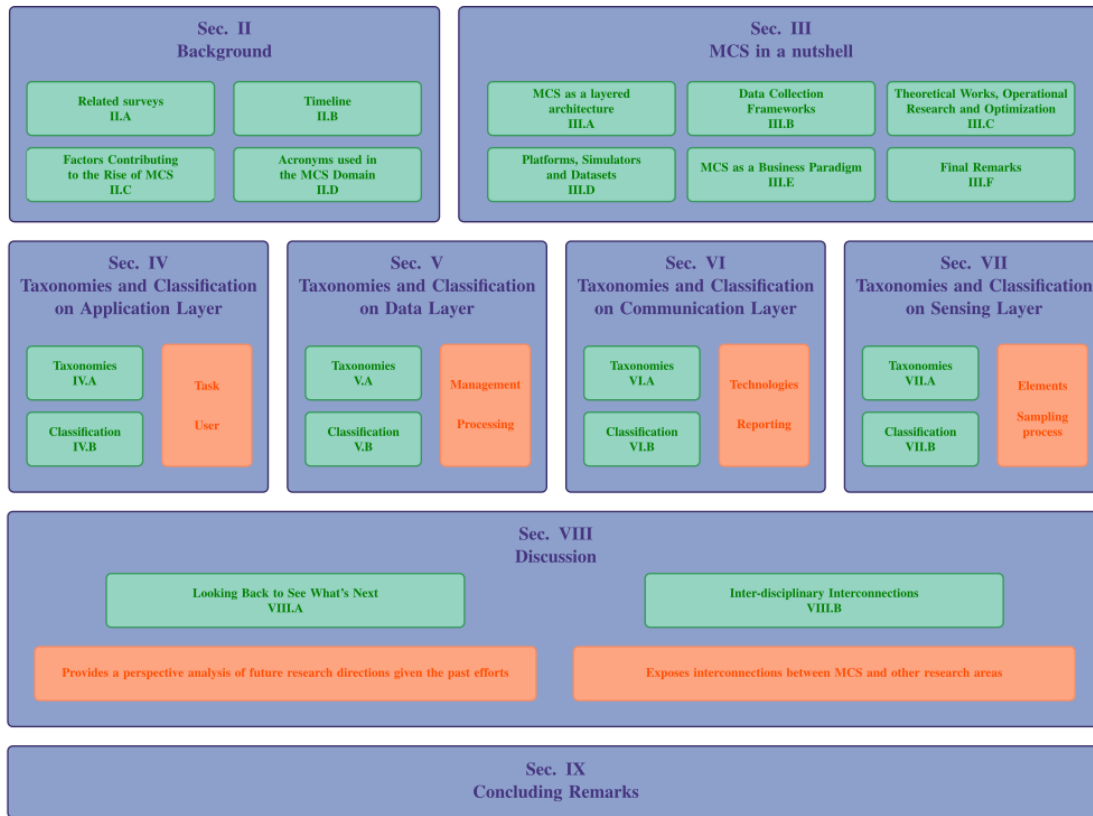 Sec. II
Background
Related surveys
II.A
Timeline
II.B
Factors Contributing
to the Rise of MCS
II.C
Acronyms used in
the MCS Domain
II.D
Sec. III
MCS in a nutshell
MCS as a layered
architecture
III.A
Data Collection
Frameworks
III.B
Theoretical Works, Operational
Research and Optimization
III.C
Platforms, Simulators
and Datasets
III.D
MCS as a Business Paradigm
III.E
Final Remarks
III.F
Sec. IV
Taxonomies and Classification
on Application Layer
Taxonomies
IV.A
Classification
IV.B
Task
User
Sec. V
Taxonomies and Classification
on Data Layer
Taxonomies
V.A
Classification
V.B
Management
Processing
Sec. VI
Taxonomies and Classification
on Communication Layer
Taxonomies
VI.A
Classification
VI.B
Technologies
Reporting
Sec. VII
Taxonomies and Classification
on Sensing Layer
Taxonomies
VII.A
Classification
VII.B
Elements
Sampling
process
Sec. VIII
Discussion
Looking Back to See What's Next
VIII.A
Inter-disciplinary Interconnections
VIII.B
Provides a perspective analysis of future research directions given the past efforts
Exposes interconnections between MCS and other research areas
Sec. IX
Concluding Remarks